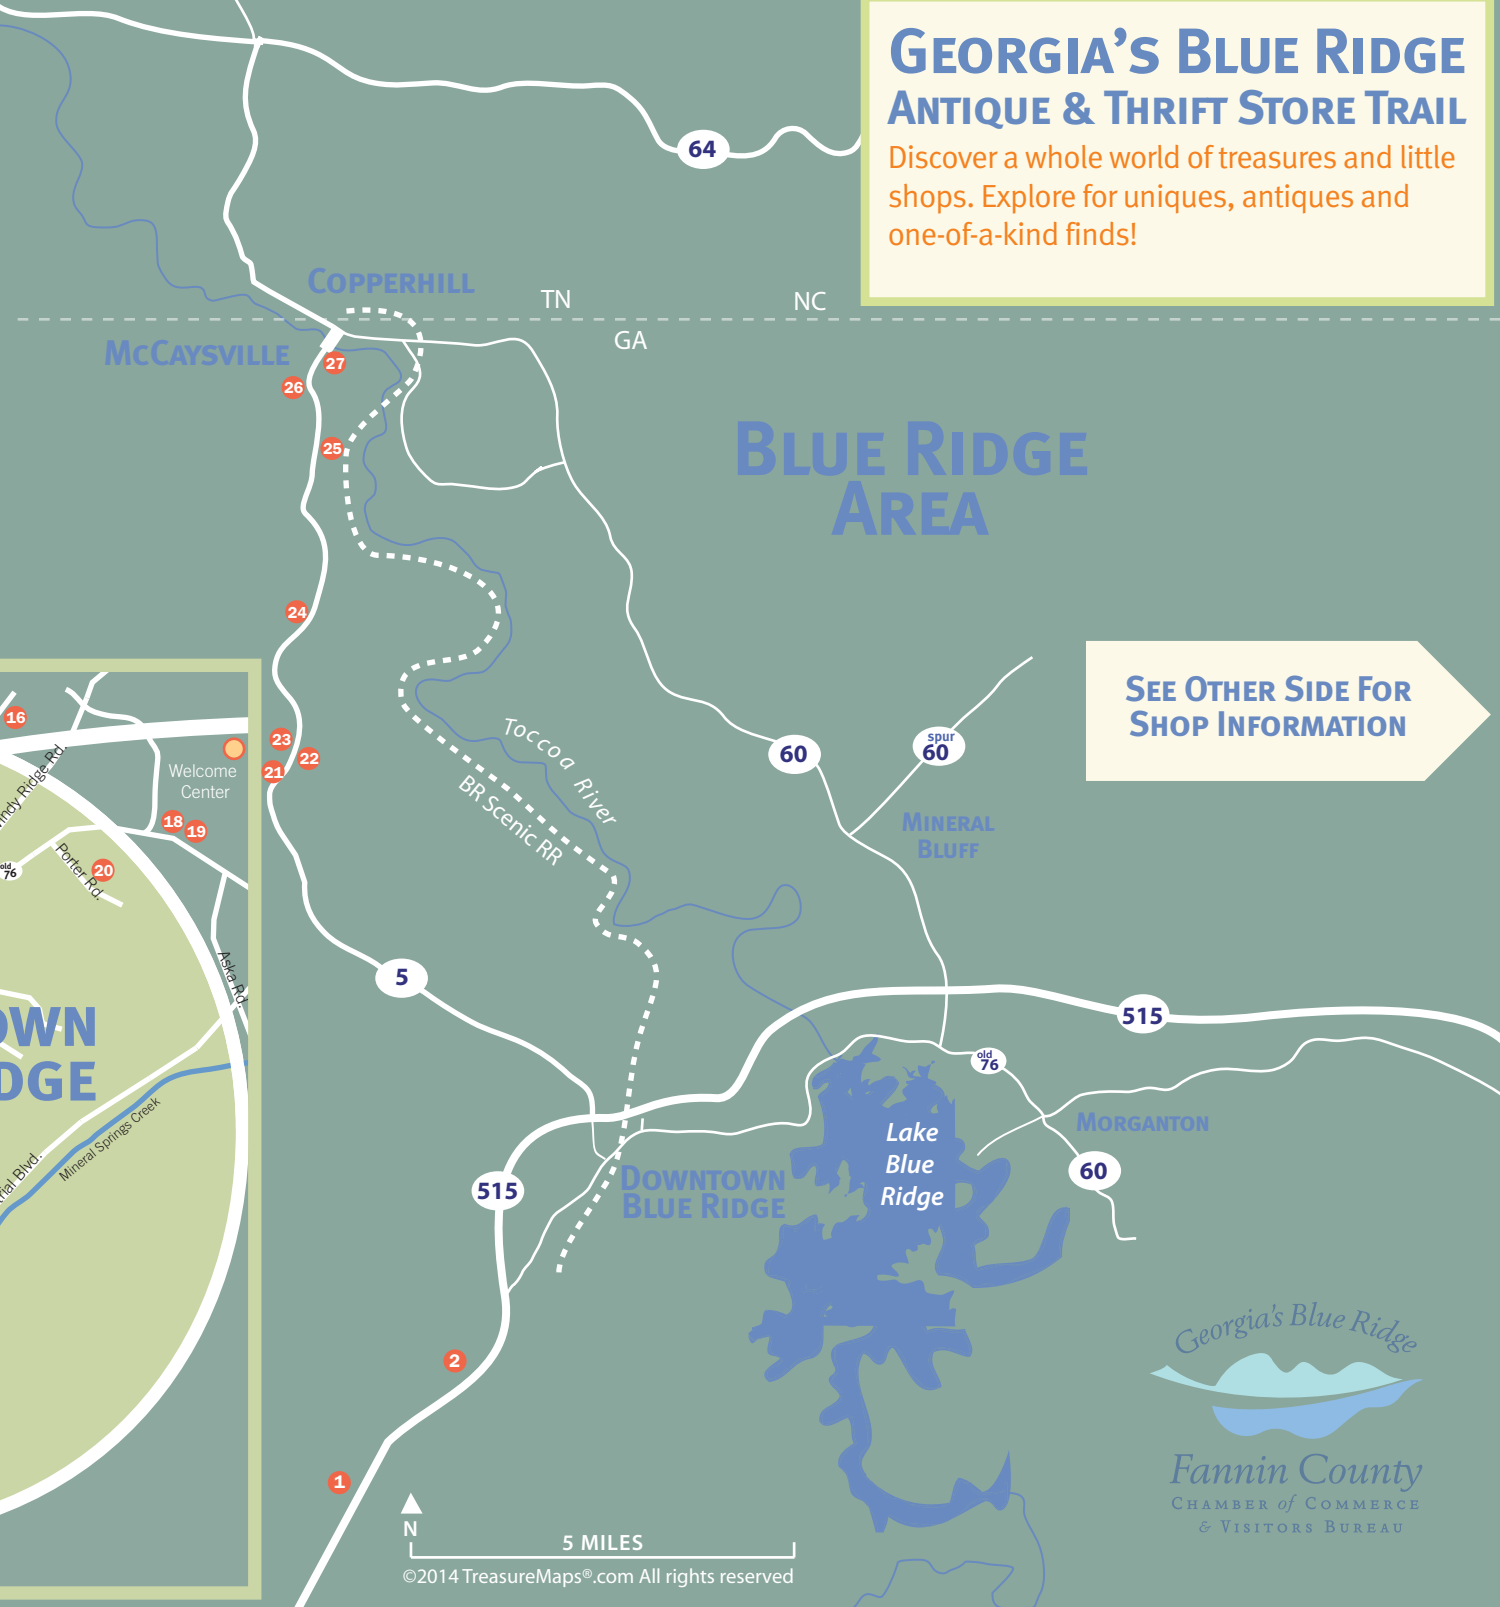 GEORGIA'S BLUE RIDGE
ANTIQUE & THRIFT STORE TRAIL
Discover a whole world of treasures and little
shops. Explore for uniques, antiques and
one-of-a-kind finds!
64
COPPERHILL
TN
NC
GA
MCCAYSVILLE
27
26
25
BLUE RIDGE
AREA
24
SEE OTHER SIDE FOR
SHOP INFORMATION
16
23
22
21
Welcome
Center
18
19
20
Ridge Rd.
old
76
Porter Rd.
Aska Rd.
Mineral Springs Creek
Blvd.
Toccoa River
BR Scenic RR
60
spur
60
MINERAL
BLUFF
5
515
old
76
MORGANTON
60
Lake
Blue
Ridge
515
DOWNTOWN
BLUE RIDGE
2
1
N
5 MILES
©2014 TreasureMaps®.com All rights reserved
Georgia's Blue Ridge
Fannin County
CHAMBER of COMMERCE
& VISITORS BUREAU